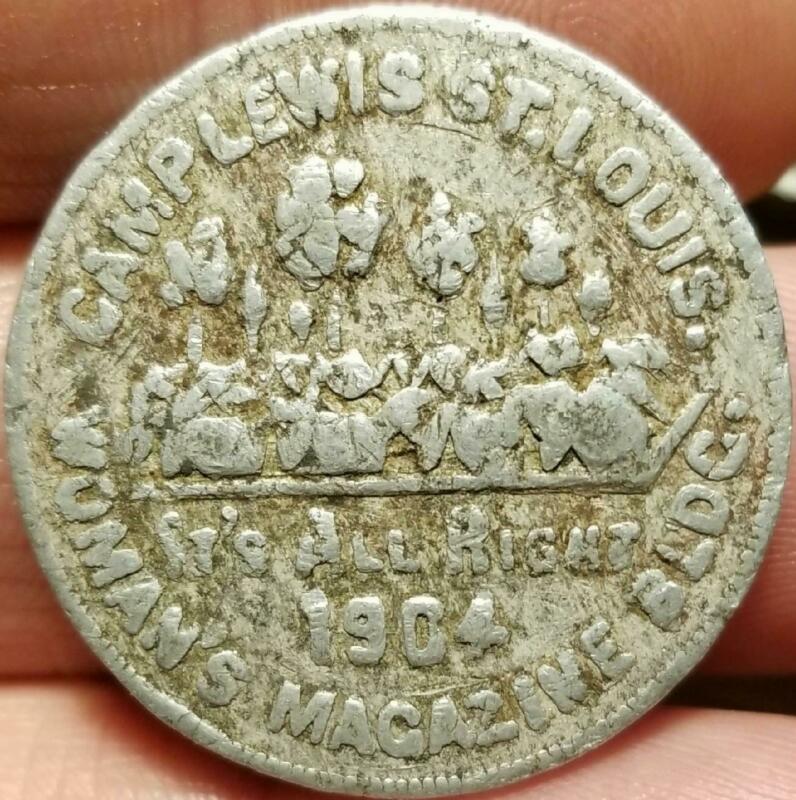 CAMP LEWIS ST. LOUIS.
IT'S ALL RIGHT
1904
WOMAN'S MAGAZINE BLDG.